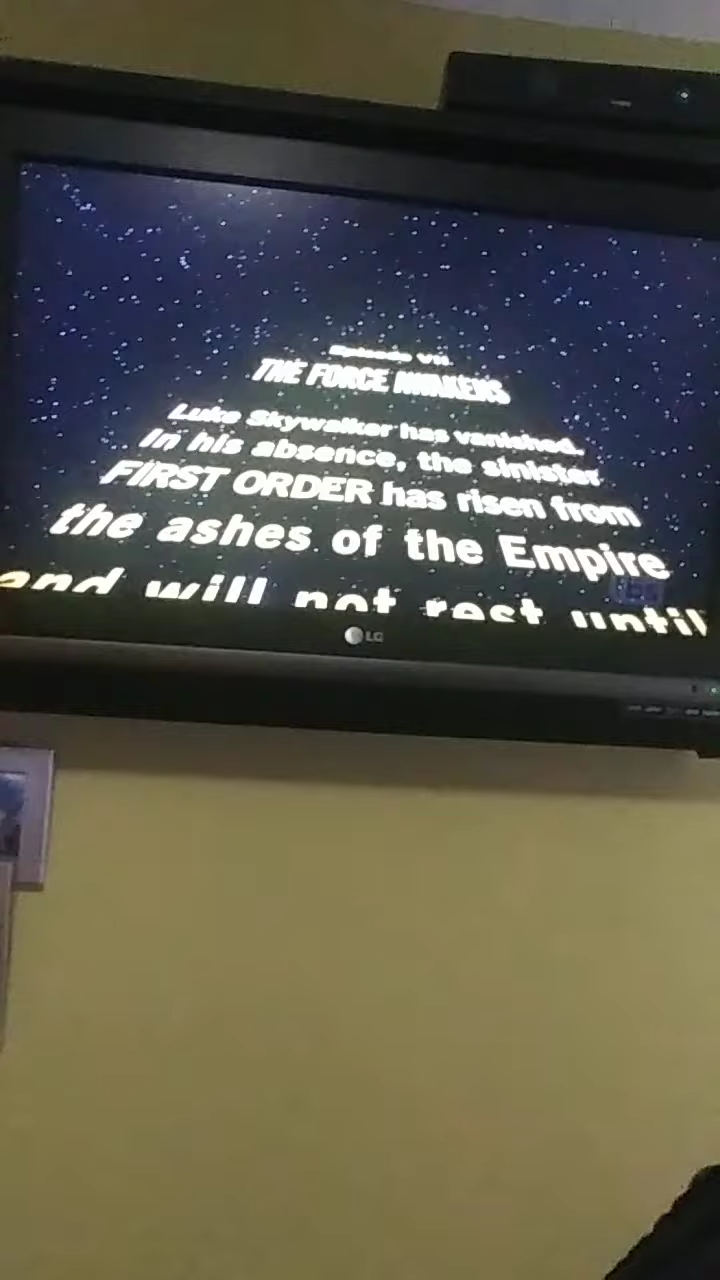 Episode VII
THE FORCE AWAKENS
Luke Skywalker has vanished.
In his absence, the sinister
FIRST ORDER has risen from
the ashes of the Empire
and will not rest until
tbs
LG